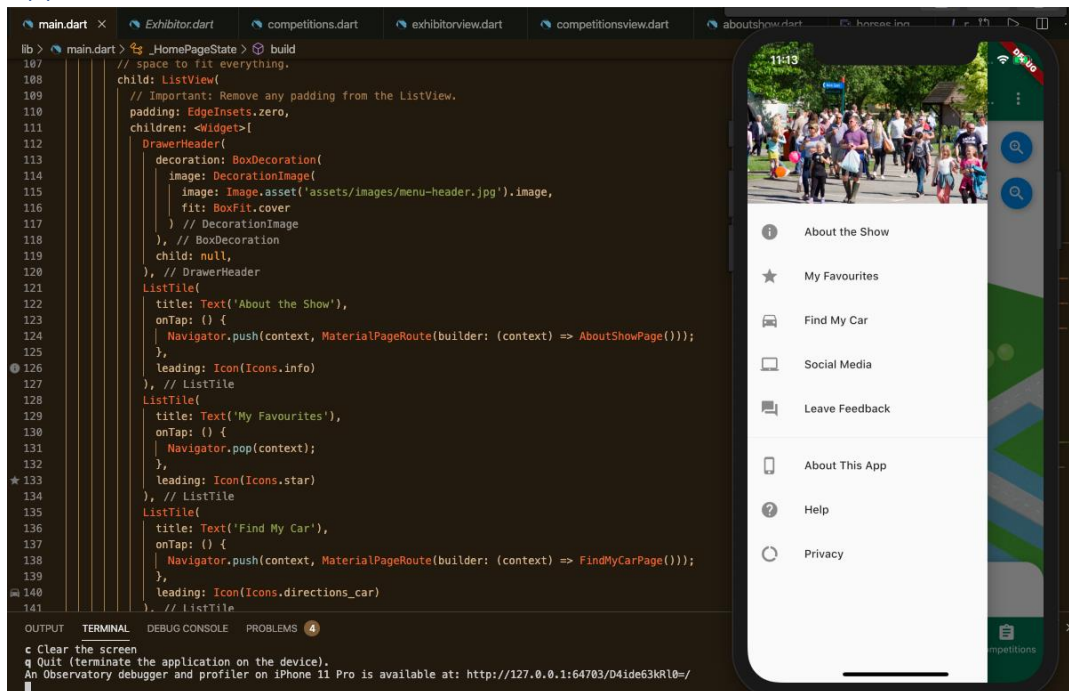 main.dart ×
Exhibitor.dart
competitions.dart
exhibitorview.dart
competitionsview.dart
aboutshow.dart
horses.jpg
lib > main.dart > _HomePageState > build
107 // space to fit everything.
108 child: ListView(
109 // Important: Remove any padding from the ListView.
110 padding: EdgeInsets.zero,
111 children: <Widget>[
112 DrawerHeader(
113 decoration: BoxDecoration(
114 image: DecorationImage(
115 image: Image.asset('assets/images/menu-header.jpg').image,
116 fit: BoxFit.cover
117 ) // DecorationImage
118 ), // BoxDecoration
119 child: null,
120 ), // DrawerHeader
121 ListTile(
122 title: Text('About the Show'),
123 onTap: () {
124 Navigator.push(context, MaterialPageRoute(builder: (context) => AboutShowPage()));
125 },
126 leading: Icon(Icons.info)
127 ), // ListTile
128 ListTile(
129 title: Text('My Favourites'),
130 onTap: () {
131 Navigator.pop(context);
132 },
133 leading: Icon(Icons.star)
134 ), // ListTile
135 ListTile(
136 title: Text('Find My Car'),
137 onTap: () {
138 Navigator.push(context, MaterialPageRoute(builder: (context) => FindMyCarPage()));
139 },
140 leading: Icon(Icons.directions_car)
141 ), // ListTile
OUTPUT TERMINAL DEBUG CONSOLE PROBLEMS 4
c Clear the screen
q Quit (terminate the application on the device).
An Observatory debugger and profiler on iPhone 11 Pro is available at: http://127.0.0.1:64703/D4ide63kRl0=/
11:13
About the Show
My Favourites
Find My Car
Social Media
Leave Feedback
About This App
Help
Privacy
mpetitions